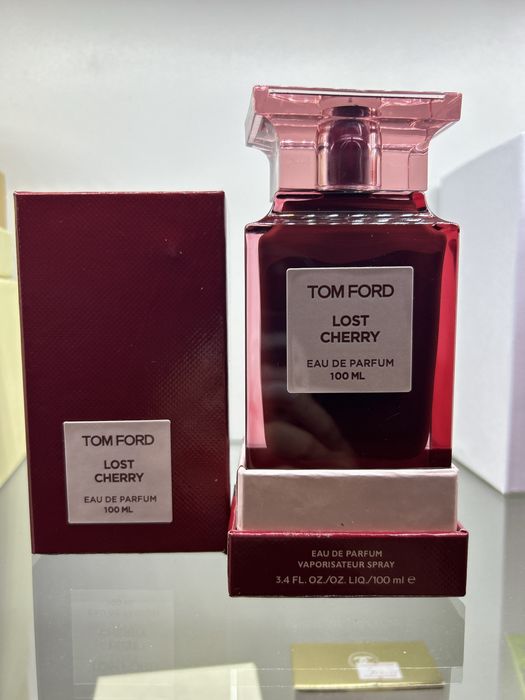 TOM FORD
LOST
CHERRY
EAU DE PARFUM
100 ML
TOM FORD
LOST
CHERRY
EAU DE PARFUM
100 ML
EAU DE PARFUM
VAPORISATEUR SPRAY
3.4 FL. OZ./OZ. LIQ./100 ml ℮